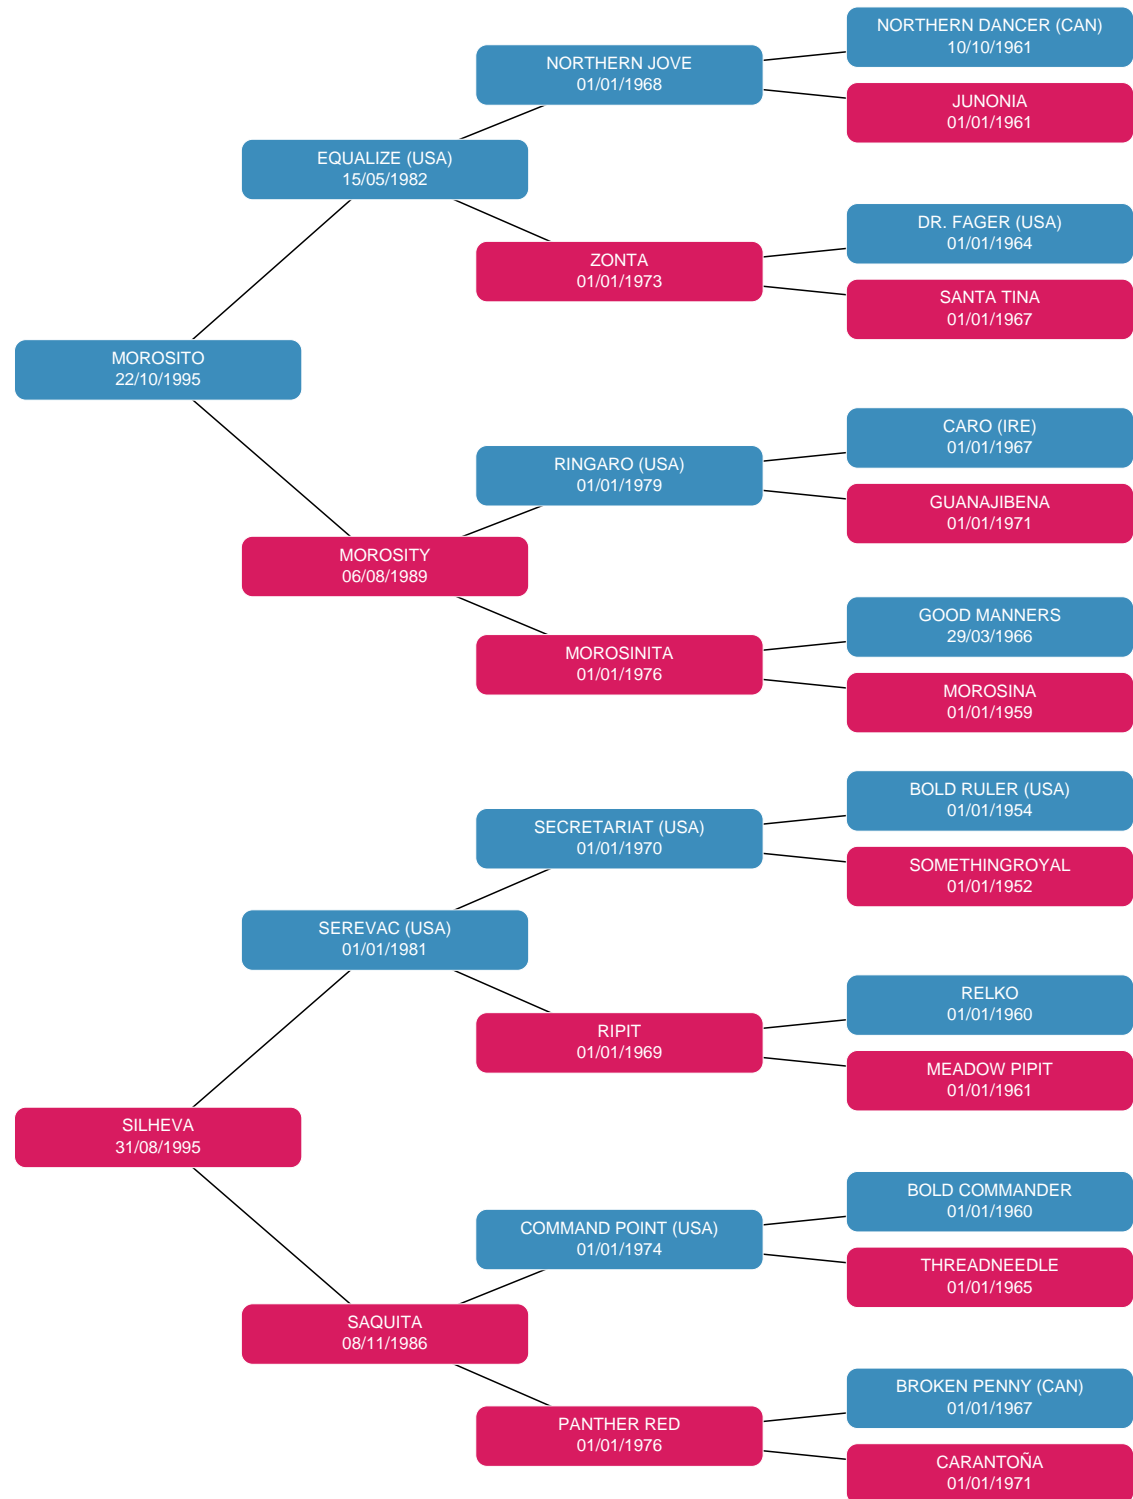 NORTHERN DANCER (CAN)
10/10/1961
NORTHERN JOVE
01/01/1968
JUNONIA
01/01/1961
EQUALIZE (USA)
15/05/1982
DR. FAGER (USA)
01/01/1964
ZONTA
01/01/1973
SANTA TINA
01/01/1967
MOROSITO
22/10/1995
CARO (IRE)
01/01/1967
RINGARO (USA)
01/01/1979
GUANAJIBENA
01/01/1971
MOROSITY
06/08/1989
GOOD MANNERS
29/03/1966
MOROSINITA
01/01/1976
MOROSINA
01/01/1959
BOLD RULER (USA)
01/01/1954
SECRETARIAT (USA)
01/01/1970
SOMETHINGROYAL
01/01/1952
SEREVAC (USA)
01/01/1981
RELKO
01/01/1960
RIPIT
01/01/1969
MEADOW PIPIT
01/01/1961
SILHEVA
31/08/1995
BOLD COMMANDER
01/01/1960
COMMAND POINT (USA)
01/01/1974
THREADNEEDLE
01/01/1965
SAQUITA
08/11/1986
BROKEN PENNY (CAN)
01/01/1967
PANTHER RED
01/01/1976
CARANTOÑA
01/01/1971